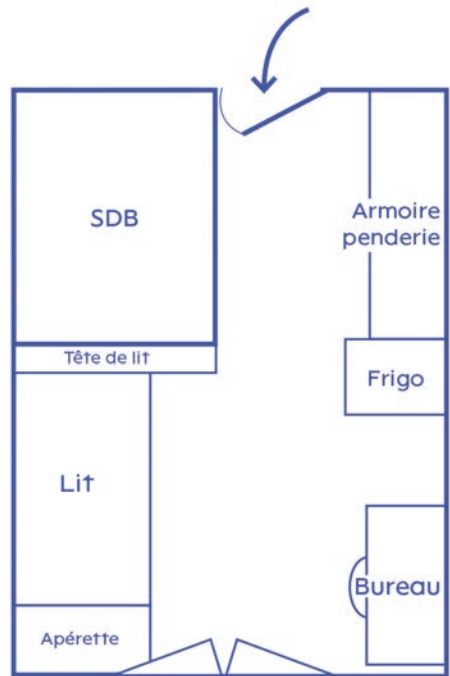 SDB
Armoire
penderie
Tête de lit
Frigo
Lit
Bureau
Apérette